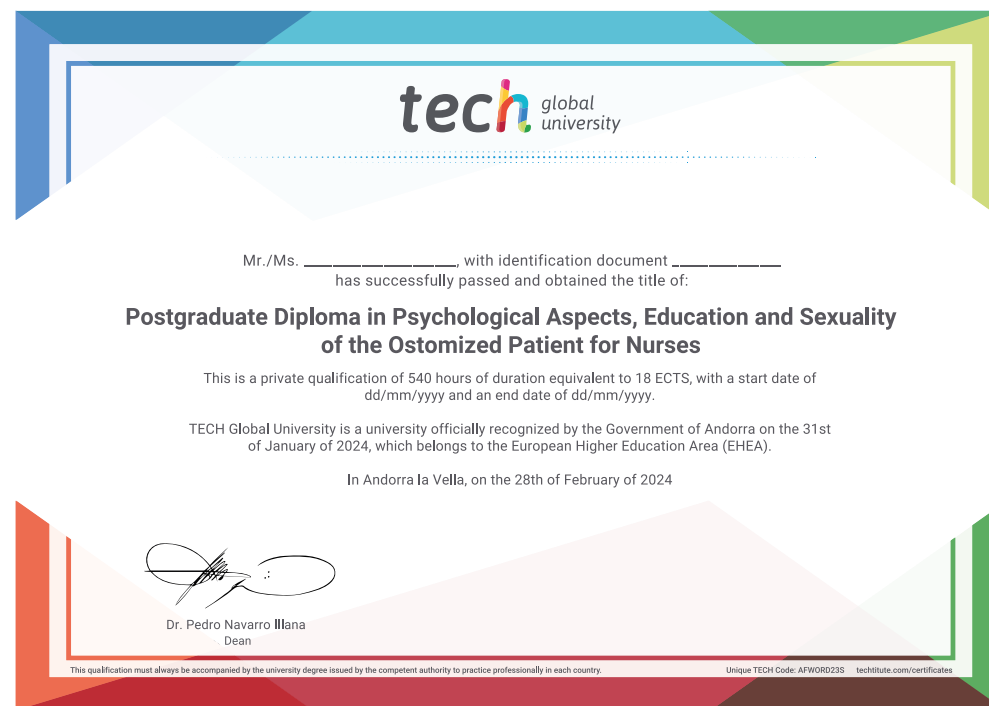 tech global
university
Mr./Ms. __________________, with identification document _____________
has successfully passed and obtained the title of:
Postgraduate Diploma in Psychological Aspects, Education and Sexuality
of the Ostomized Patient for Nurses
This is a private qualification of 540 hours of duration equivalent to 18 ECTS, with a start date of
dd/mm/yyyy and an end date of dd/mm/yyyy.
TECH Global University is a university officially recognized by the Government of Andorra on the 31st
of January of 2024, which belongs to the European Higher Education Area (EHEA).
In Andorra la Vella, on the 28th of February of 2024
Dr. Pedro Navarro Illana
Dean
This qualification must always be accompanied by the university degree issued by the competent authority to practice professionally in each country. Unique TECH Code: AFWORD23S techtitute.com/certificates